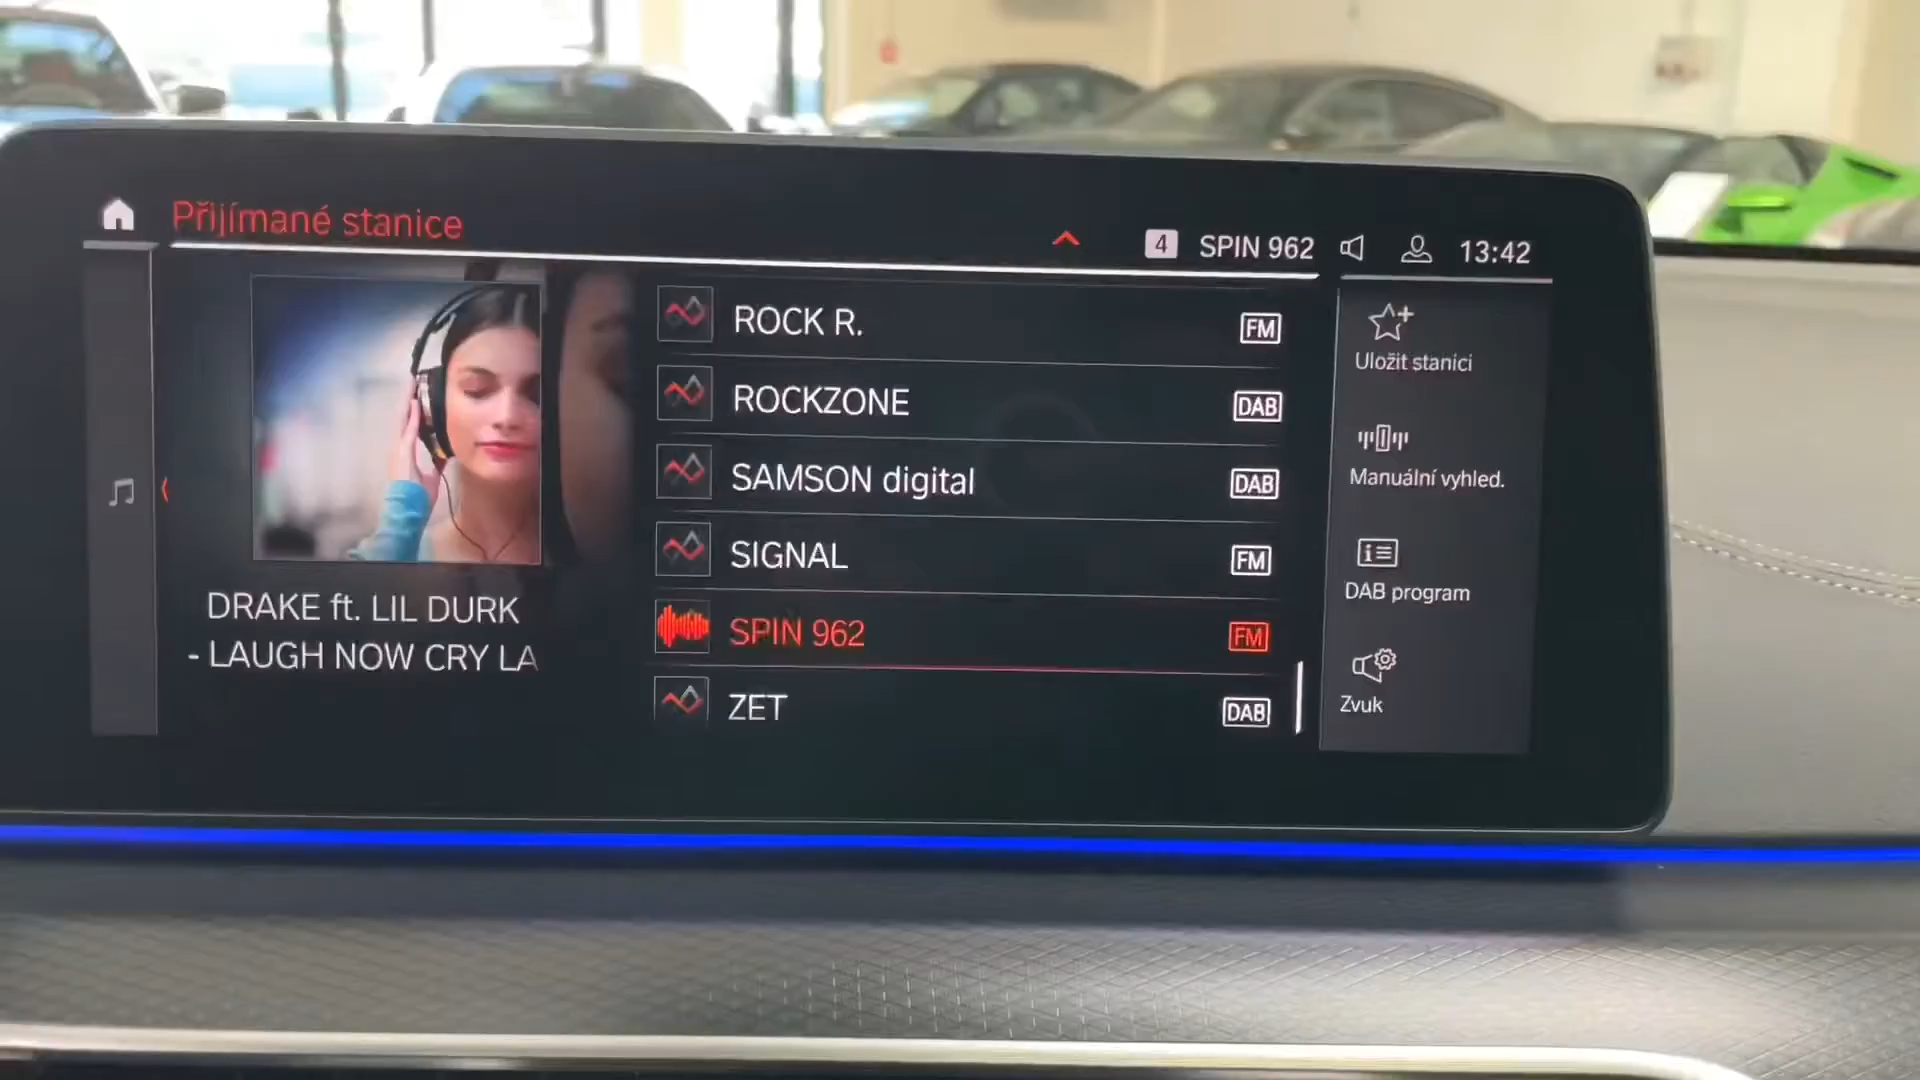 Přijímané stanice
4 SPIN 962 13:42
ROCK R. FM
ROCKZONE DAB
SAMSON digital DAB
SIGNAL FM
SPIN 962 FM
ZET DAB
DRAKE ft. LIL DURK
- LAUGH NOW CRY LA
Uložit stanici
Manuální vyhled.
DAB program
Zvuk